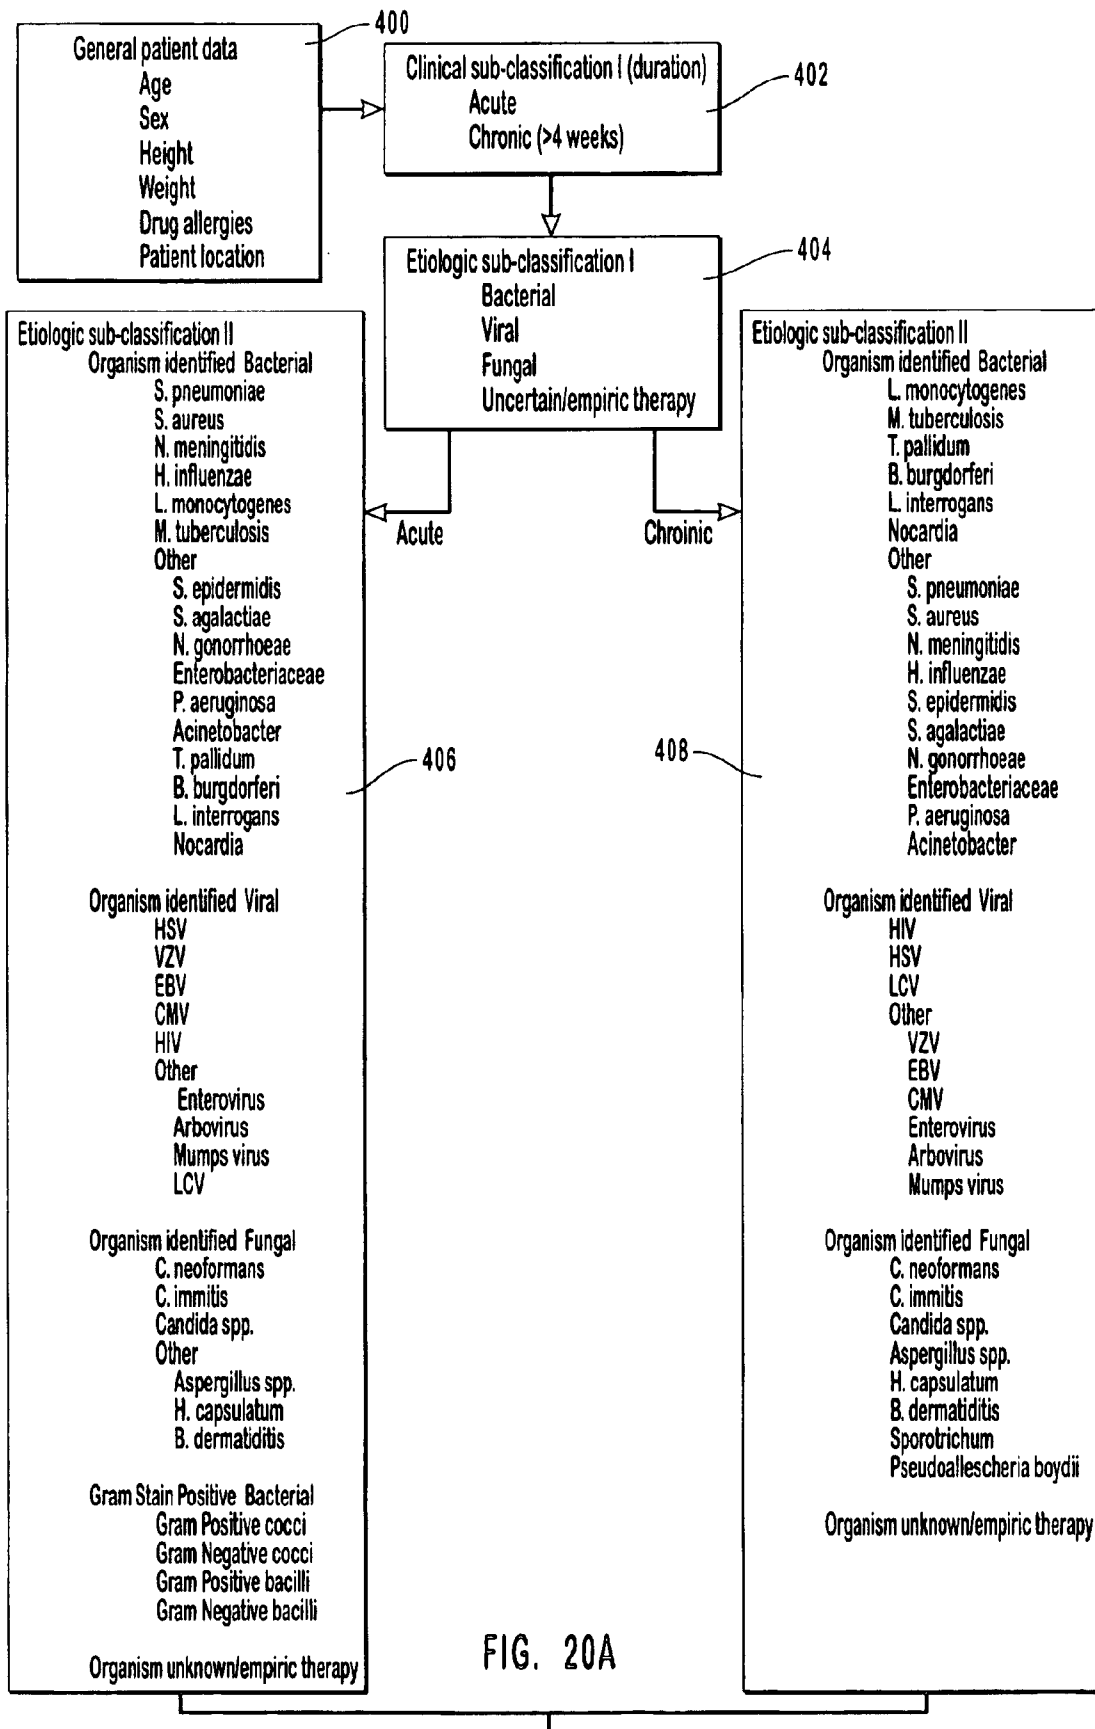 General patient data
Age
Sex
Height
Weight
Drug allergies
Patient location
400
Clinical sub-classification I (duration)
Acute
Chronic (>4 weeks)
402
Etiologic sub-classification I
Bacterial
Viral
Fungal
Uncertain/empiric therapy
404
Acute
Chroinic
Etiologic sub-classification II
Organism identified Bacterial
S. pneumoniae
S. aureus
N. meningitidis
H. influenzae
L. monocytogenes
M. tuberculosis
Other
S. epidermidis
S. agalactiae
N. gonorrhoeae
Enterobacteriaceae
P. aeruginosa
Acinetobacter
T. pallidum
B. burgdorferi
L. interrogans
Nocardia
Organism identified Viral
HSV
VZV
EBV
CMV
HIV
Other
Enterovirus
Arbovirus
Mumps virus
LCV
Organism identified Fungal
C. neoformans
C. immitis
Candida spp.
Other
Aspergillus spp.
H. capsulatum
B. dermatiditis
Gram Stain Positive Bacterial
Gram Positive cocci
Gram Negative cocci
Gram Positive bacilli
Gram Negative bacilli
Organism unknown/empiric therapy
406
Etiologic sub-classification II
Organism identified Bacterial
L. monocytogenes
M. tuberculosis
T. pallidum
B. burgdorferi
L. interrogans
Nocardia
Other
S. pneumoniae
S. aureus
N. meningitidis
H. influenzae
S. epidermidis
S. agalactiae
N. gonorrhoeae
Enterobacteriaceae
P. aeruginosa
Acinetobacter
Organism identified Viral
HIV
HSV
LCV
Other
VZV
EBV
CMV
Enterovirus
Arbovirus
Mumps virus
Organism identified Fungal
C. neoformans
C. immitis
Candida spp.
Aspergillus spp.
H. capsulatum
B. dermatiditis
Sporotrichum
Pseudoallescheria boydii
Organism unknown/empiric therapy
408
FIG. 20A